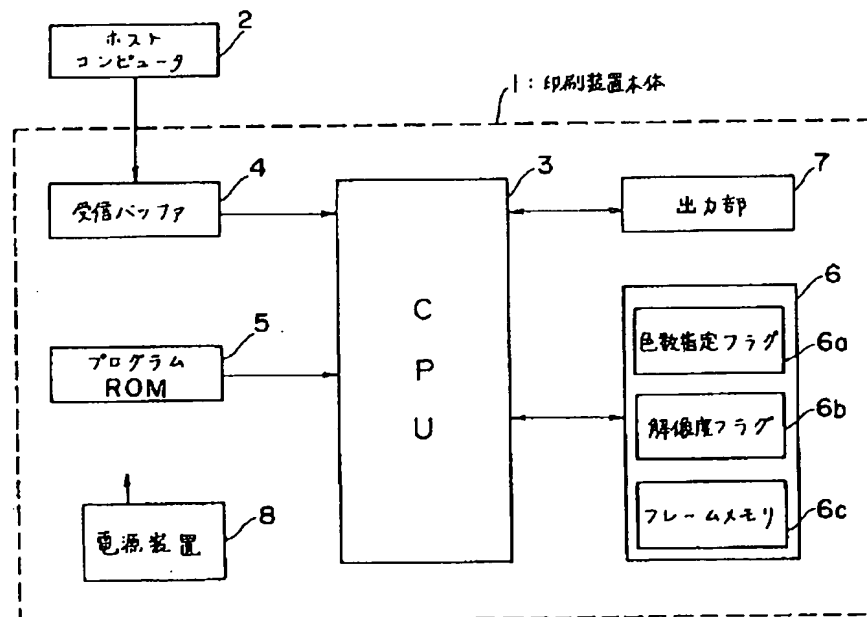 ホスト
コンピュータ
2
1:印刷装置本体
4
受信バッファ
3
CPU
7
出力部
5
プログラム
ROM
6
色数指定フラグ
6a
解像度フラグ
6b
フレームメモリ
6c
8
電源装置